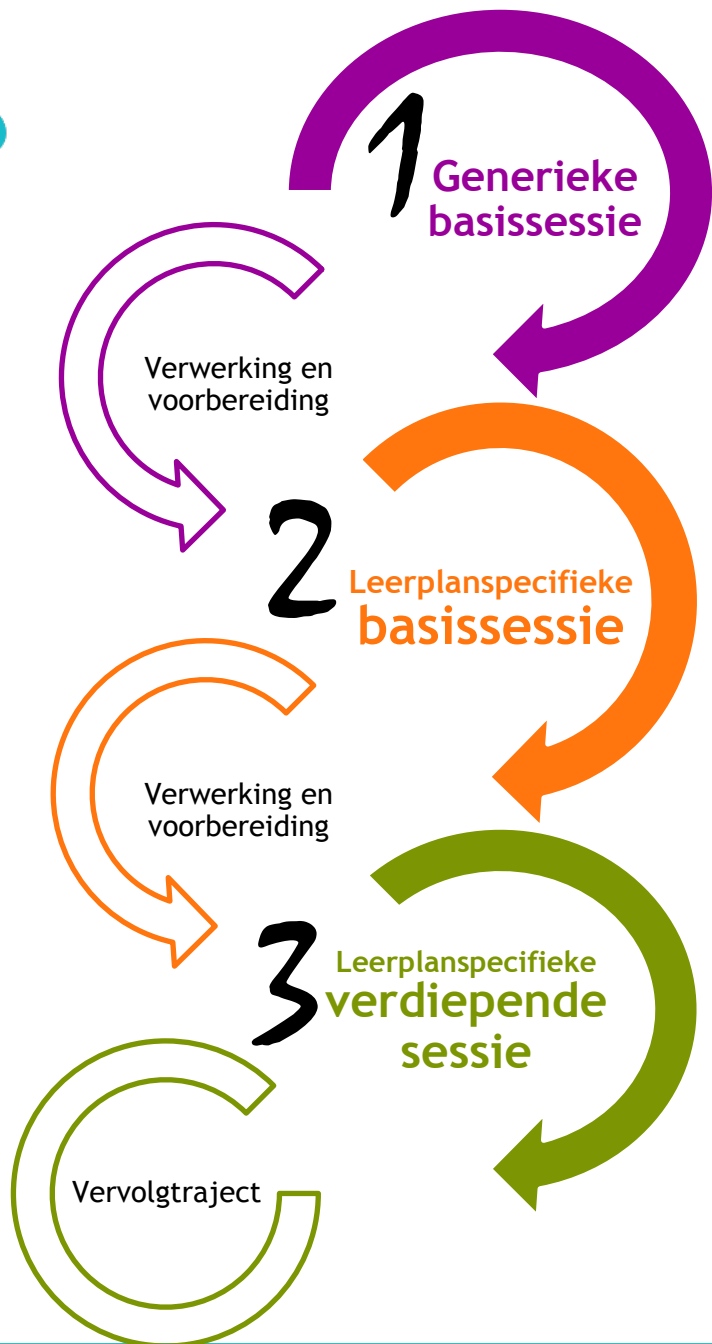 1
Generieke
basissessie
Verwerking en
voorbereiding
2
Leerplanspecifieke
basissessie
Verwerking en
voorbereiding
3
Leerplanspecifieke
verdiepende
sessie
Vervolgtraject